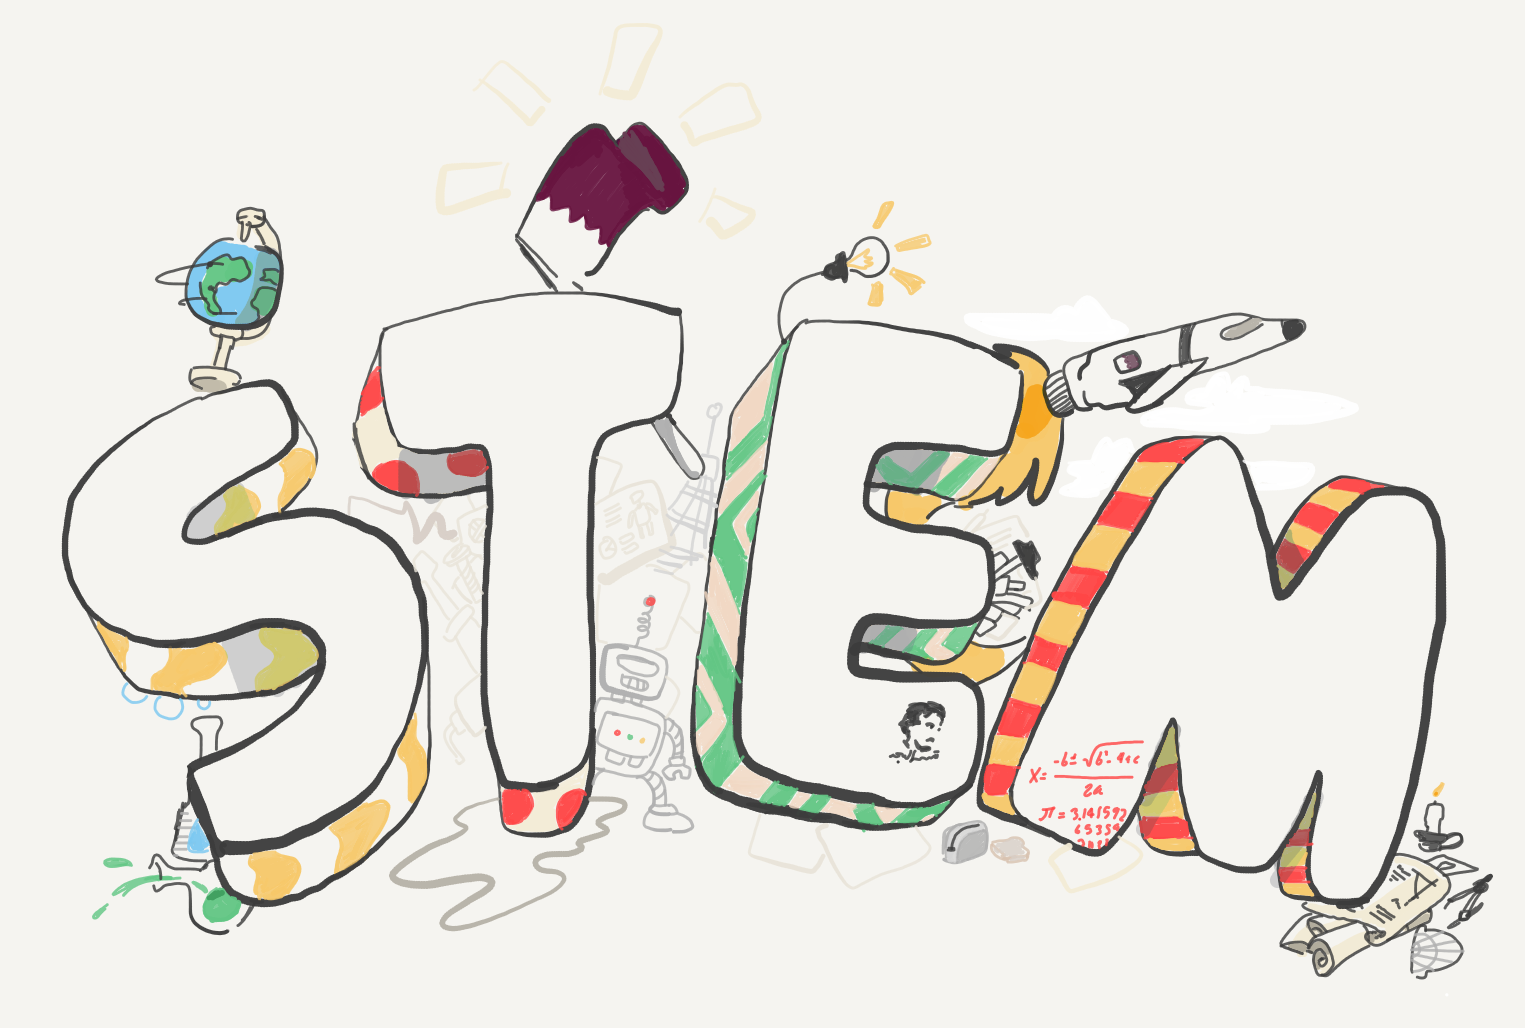 STEM
X= -b± √b²-4ac
2a
π = 3.141592
65359